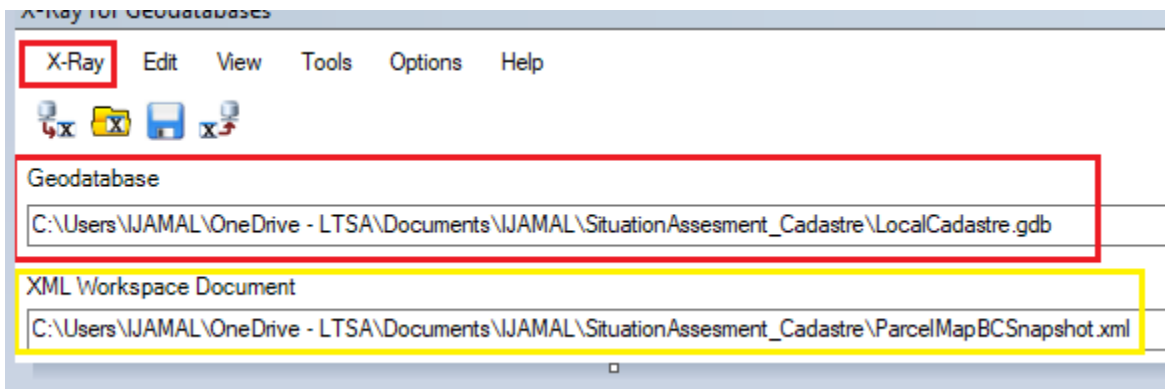 X-Ray for Geodatabases
X-Ray Edit View Tools Options Help
Geodatabase
C:\Users\IJAMAL\OneDrive - LTSA\Documents\IJAMAL\SituationAssesment_Cadastre\LocalCadastre.gdb
XML Workspace Document
C:\Users\IJAMAL\OneDrive - LTSA\Documents\IJAMAL\SituationAssesment_Cadastre\ParcelMapBCSnapshot.xml